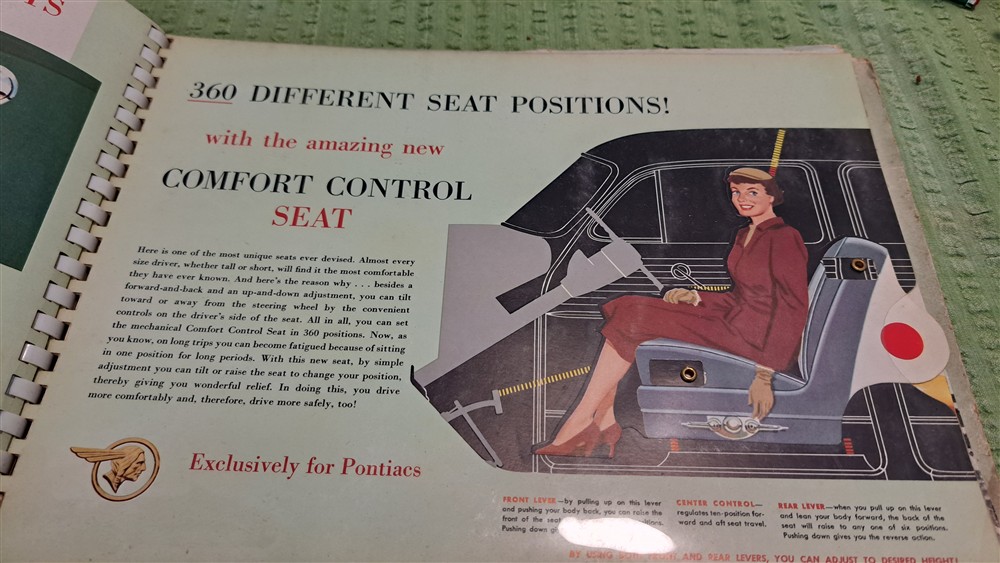 TS
360 DIFFERENT SEAT POSITIONS!
with the amazing new
COMFORT CONTROL
SEAT
Here is one of the most unique seats ever devised. Almost every
size driver, whether tall or short, will find it the most comfortable
they have ever known. And here's the reason why . . . besides a
forward-and-back and an up-and-down adjustment, you can tilt
toward or away from the steering wheel by the convenient
controls on the driver's side of the seat. All in all, you can set
the mechanical Comfort Control Seat in 360 positions. Now, as
you know, on long trips you can become fatigued because of sitting
in one position for long periods. With this new seat, by simple
adjustment you can tilt or raise the seat to change your position,
thereby giving you wonderful relief. In doing this, you drive
more comfortably and, therefore, drive more safely, too!
Exclusively for Pontiacs
FRONT LEVER—by pulling up on this lever
and pushing your body back, you can raise the
front of the seat
Pushing down
CENTER CONTROL—
regulates ten-position for-
ward and aft seat travel.
REAR LEVER—when you pull up on this lever
and lean your body forward, the back of the
seat will raise to any one of six positions.
Pushing down gives you the reverse action.
BY USING BOTH FRONT AND REAR LEVERS, YOU CAN ADJUST TO DESIRED HEIGHT!